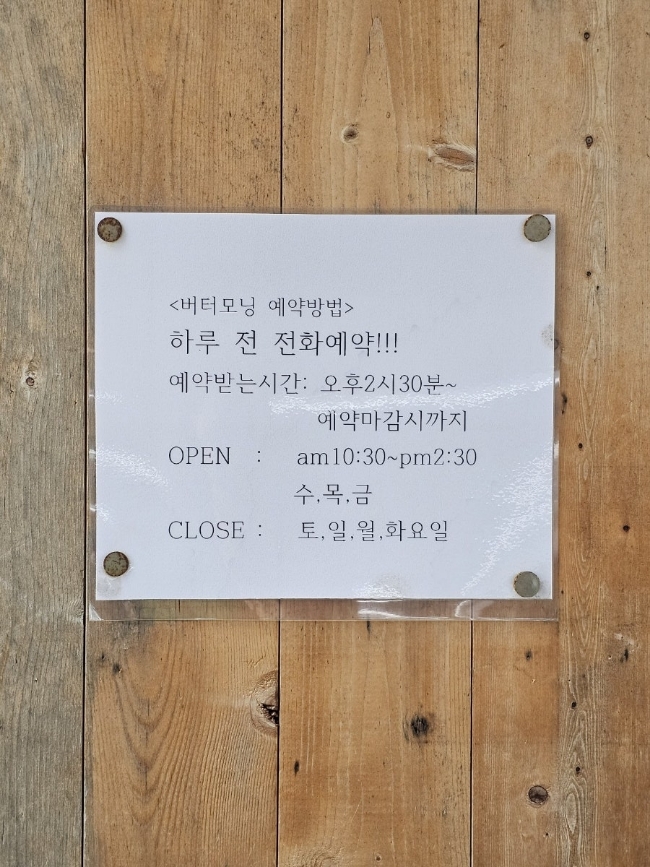 <버터모닝 예약방법>
하루 전 전화예약!!!
예약받는시간: 오후2시30분~
예약마감시까지
OPEN : am10:30~pm2:30
수,목,금
CLOSE : 토,일,월,화요일